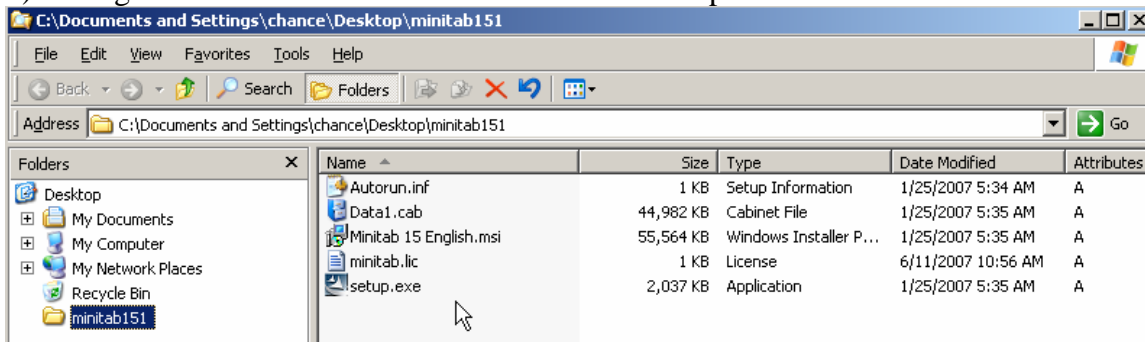 C:\Documents and Settings\chance\Desktop\minitab151
File Edit View Favorites Tools Help
Back Search Folders
Address C:\Documents and Settings\chance\Desktop\minitab151 Go
Folders x Name Size Type Date Modified Attributes
Desktop
My Documents
My Computer
My Network Places
Recycle Bin
minitab151
Autorun.inf 1 KB Setup Information 1/25/2007 5:34 AM A
Data1.cab 44,982 KB Cabinet File 1/25/2007 5:35 AM A
Minitab 15 English.msi 55,564 KB Windows Installer P... 1/25/2007 5:35 AM A
minitab.lic 1 KB License 6/11/2007 10:56 AM A
setup.exe 2,037 KB Application 1/25/2007 5:35 AM A